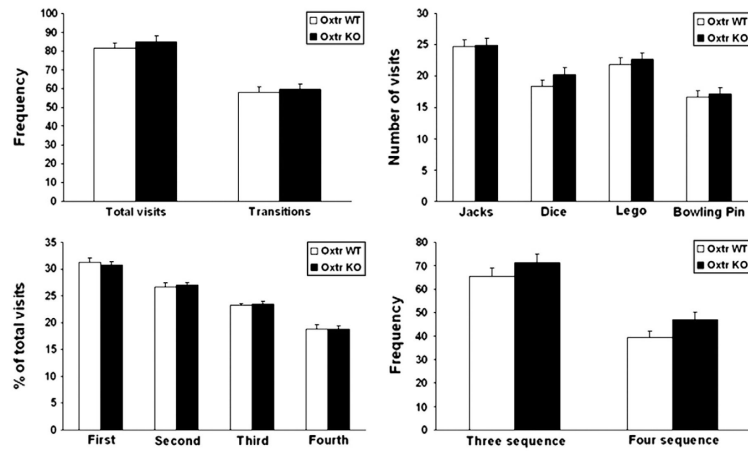 Oxtr WT
Oxtr KO
Frequency
100
90
80
70
60
50
40
30
20
10
0
Total visits Transitions
Oxtr WT
Oxtr KO
Number of visits
30
25
20
15
10
5
0
Jacks Dice Lego Bowling Pin
Oxtr WT
Oxtr KO
% of total visits
35
30
25
20
15
10
5
0
First Second Third Fourth
Oxtr WT
Oxtr KO
Frequency
80
70
60
50
40
30
20
10
0
Three sequence Four sequence